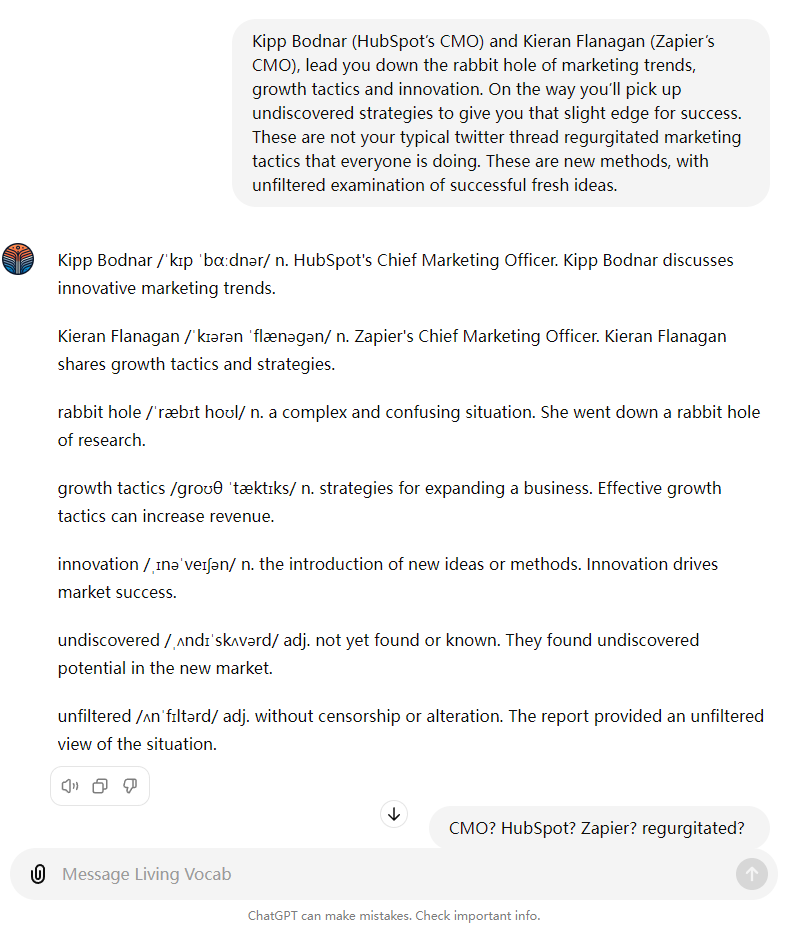 Kipp Bodnar (HubSpot's CMO) and Kieran Flanagan (Zapier's
CMO), lead you down the rabbit hole of marketing trends,
growth tactics and innovation. On the way you'll pick up
undiscovered strategies to give you that slight edge for success.
These are not your typical twitter thread regurgitated marketing
tactics that everyone is doing. These are new methods, with
unfiltered examination of successful fresh ideas.
Kipp Bodnar /ˈkɪp ˈbɑːdnər/ n. HubSpot's Chief Marketing Officer. Kipp Bodnar discusses
innovative marketing trends.
Kieran Flanagan /ˈkɪərən ˈflænəgən/ n. Zapier's Chief Marketing Officer. Kieran Flanagan
shares growth tactics and strategies.
rabbit hole /ˈræbɪt hoʊl/ n. a complex and confusing situation. She went down a rabbit hole
of research.
growth tactics /groʊθ ˈtæktɪks/ n. strategies for expanding a business. Effective growth
tactics can increase revenue.
innovation /ˌɪnəˈveɪʃən/ n. the introduction of new ideas or methods. Innovation drives
market success.
undiscovered /ˌʌndɪˈskʌvərd/ adj. not yet found or known. They found undiscovered
potential in the new market.
unfiltered /ʌnˈfɪltərd/ adj. without censorship or alteration. The report provided an unfiltered
view of the situation.
CMO? HubSpot? Zapier? regurgitated?
Message Living Vocab
ChatGPT can make mistakes. Check important info.